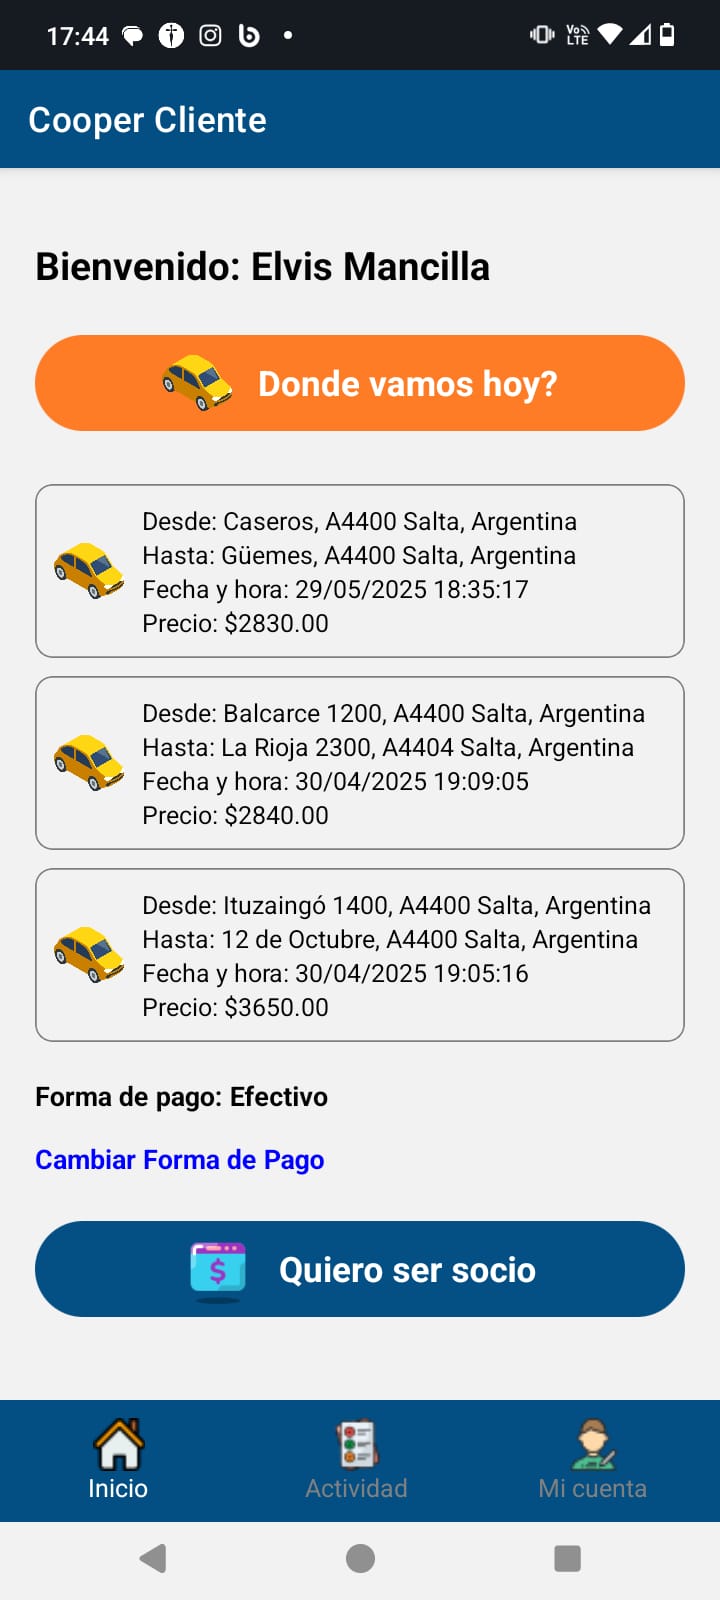 17:44
Vo LTE
Cooper Cliente
Bienvenido: Elvis Mancilla
Donde vamos hoy?
Desde: Caseros, A4400 Salta, Argentina
Hasta: Güemes, A4400 Salta, Argentina
Fecha y hora: 29/05/2025 18:35:17
Precio: $2830.00
Desde: Balcarce 1200, A4400 Salta, Argentina
Hasta: La Rioja 2300, A4404 Salta, Argentina
Fecha y hora: 30/04/2025 19:09:05
Precio: $2840.00
Desde: Ituzaingó 1400, A4400 Salta, Argentina
Hasta: 12 de Octubre, A4400 Salta, Argentina
Fecha y hora: 30/04/2025 19:05:16
Precio: $3650.00
Forma de pago: Efectivo
Cambiar Forma de Pago
$ Quiero ser socio
Inicio Actividad Mi cuenta